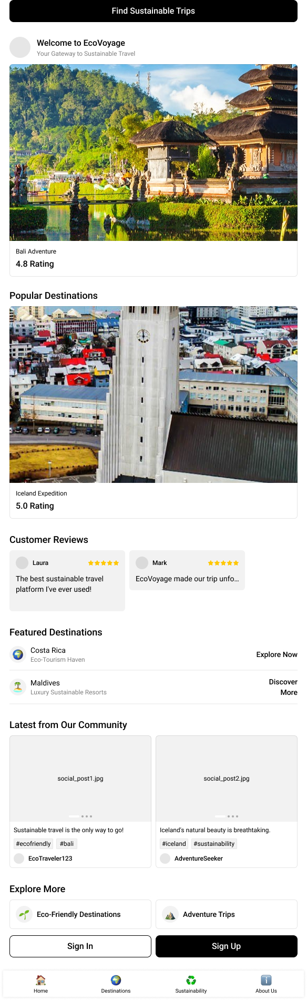 Find Sustainable Trips
Welcome to EcoVoyage
Your Gateway to Sustainable Travel
Bali Adventure
4.8 Rating
Popular Destinations
Iceland Expedition
5.0 Rating
Customer Reviews
Laura
The best sustainable travel
platform I've ever used!
Mark
EcoVoyage made our trip unfo...
Featured Destinations
Costa Rica
Eco-Tourism Haven
Explore Now
Maldives
Luxury Sustainable Resorts
Discover
More
Latest from Our Community
social_post1.jpg
Sustainable travel is the only way to go!
#ecofriendly #bali
EcoTraveler123
social_post2.jpg
Iceland's natural beauty is breathtaking.
#iceland #sustainability
AdventureSeeker
Explore More
Eco-Friendly Destinations
Adventure Trips
Sign In
Sign Up
Home
Destinations
Sustainability
About Us